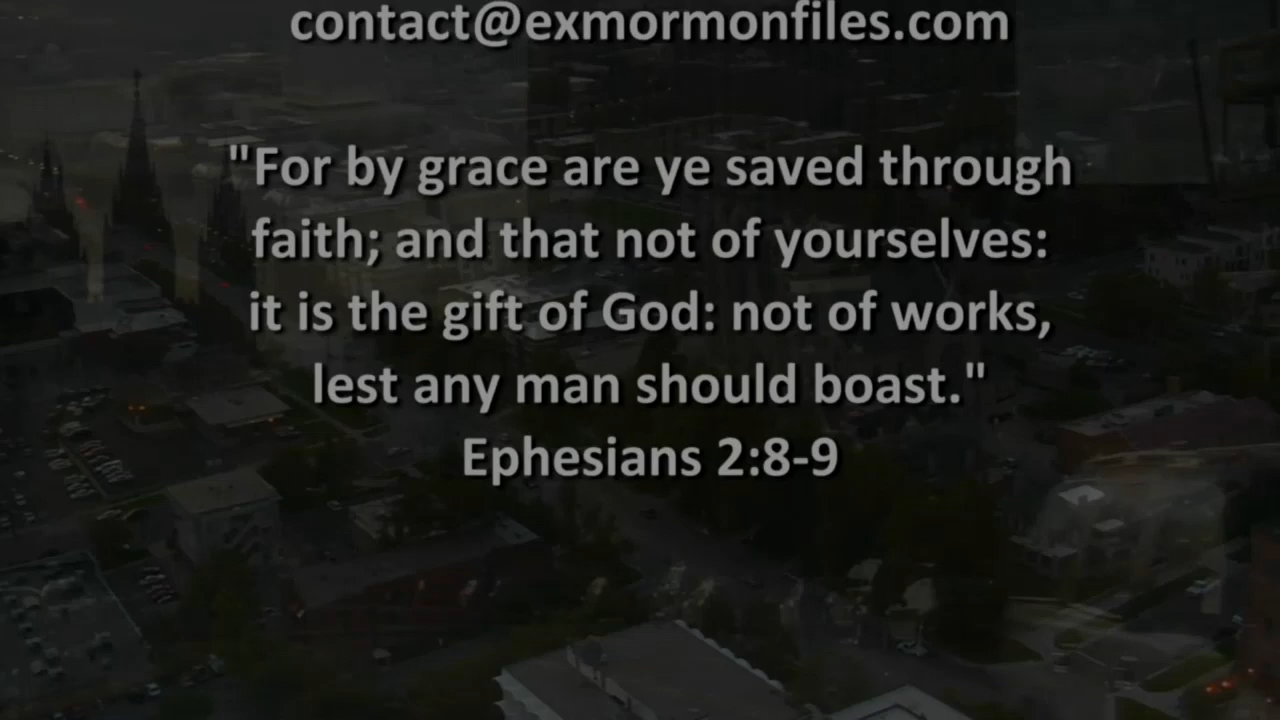 contact@exmormonfiles.com
"For by grace are ye saved through
faith; and that not of yourselves:
it is the gift of God: not of works,
lest any man should boast."
Ephesians 2:8-9